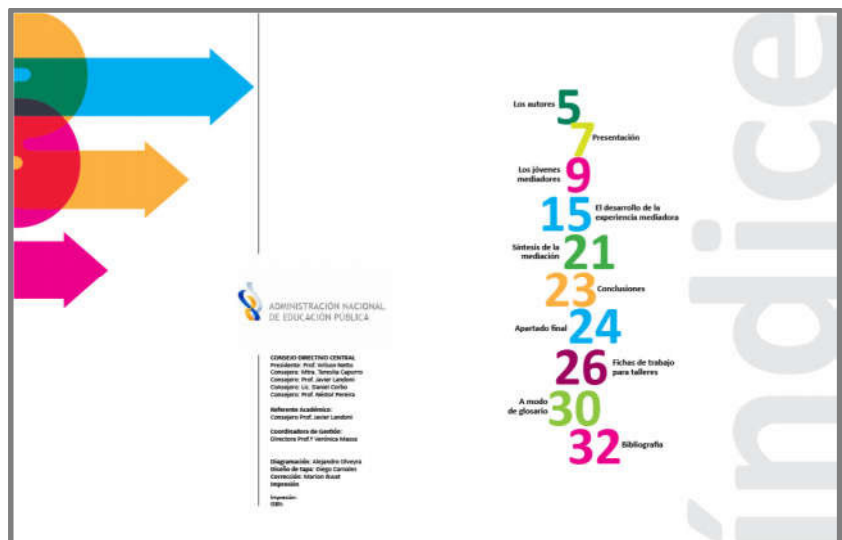 ADMINISTRACIÓN NACIONAL
DE EDUCACIÓN PÚBLICA
CONSEJO DIRECTIVO CENTRAL
Presidente: Prof. Wilson Netto
Consejera: Mtra. Teresita Capurro
Consejero: Prof. Javier Landoni
Consejero: Lic. Daniel Corbo
Consejero: Prof. Néstor Pereira
Referente Académico:
Consejero Prof. Javier Landoni
Coordinadora de Gestión:
Directora Prof.ª Verónica Massa
Diagramación: Alejandro Olveyra
Diseño de tapa: Diego
Corrección: Marion
Impresión
Impresión:
ISBN:
Los autores 5
7 Presentación
Los jóvenes
mediadores 9
15 El desarrollo de la
experiencia mediadora
Síntesis de la
mediación 21
23 Conclusiones
Apartado final 24
26 Fichas de trabajo
para talleres
A modo
de glosario 30
32 Bibliografía
índice